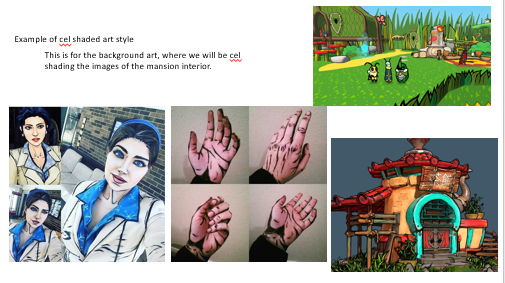 Example of cel shaded art style
This is for the background art, where we will be cel
shading the images of the mansion interior.